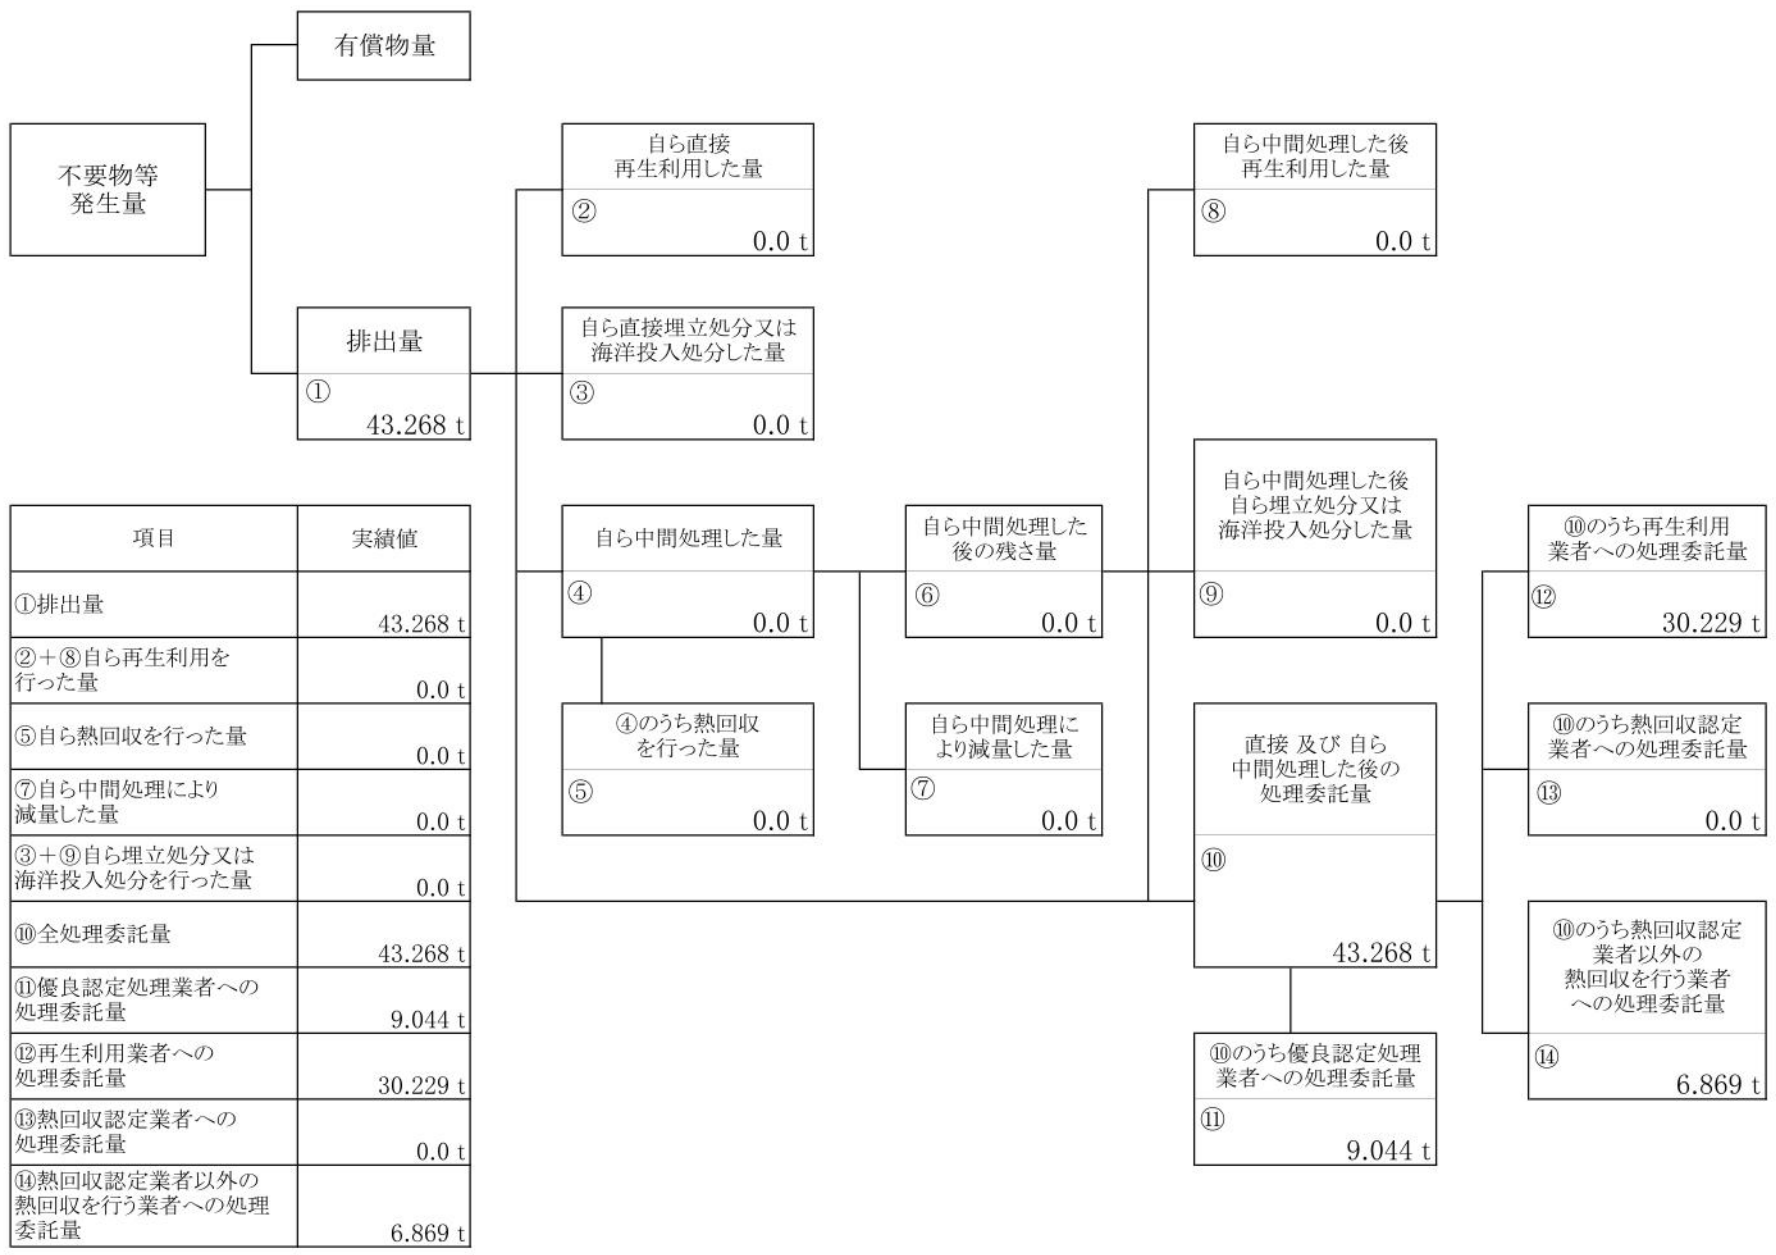 有償物量
不要物等
発生量
排出量
①
43.268 t
自ら直接
再生利用した量
②
0.0 t
自ら直接埋立処分又は
海洋投入処分した量
③
0.0 t
自ら中間処理した量
④
0.0 t
④のうち熱回収
を行った量
⑤
0.0 t
自ら中間処理した
後の残さ量
⑥
0.0 t
自ら中間処理に
より減量した量
⑦
0.0 t
自ら中間処理した後
再生利用した量
⑧
0.0 t
自ら中間処理した後
自ら埋立処分又は
海洋投入処分した量
⑨
0.0 t
直接 及び 自ら
中間処理した後の
処理委託量
⑩
43.268 t
⑩のうち優良認定処理
業者への処理委託量
⑪
9.044 t
⑩のうち再生利用
業者への処理委託量
⑫
30.229 t
⑩のうち熱回収認定
業者への処理委託量
⑬
0.0 t
⑩のうち熱回収認定
業者以外の
熱回収を行う業者
への処理委託量
⑭
6.869 t
項目 実績値
①排出量
43.268 t
②＋⑧自ら再生利用を
行った量
0.0 t
⑤自ら熱回収を行った量
0.0 t
⑦自ら中間処理により
減量した量
0.0 t
③＋⑨自ら埋立処分又は
海洋投入処分を行った量
0.0 t
⑩全処理委託量
43.268 t
⑪優良認定処理業者への
処理委託量
9.044 t
⑫再生利用業者への
処理委託量
30.229 t
⑬熱回収認定業者への
処理委託量
0.0 t
⑭熱回収認定業者以外の
熱回収を行う業者への処理
委託量
6.869 t